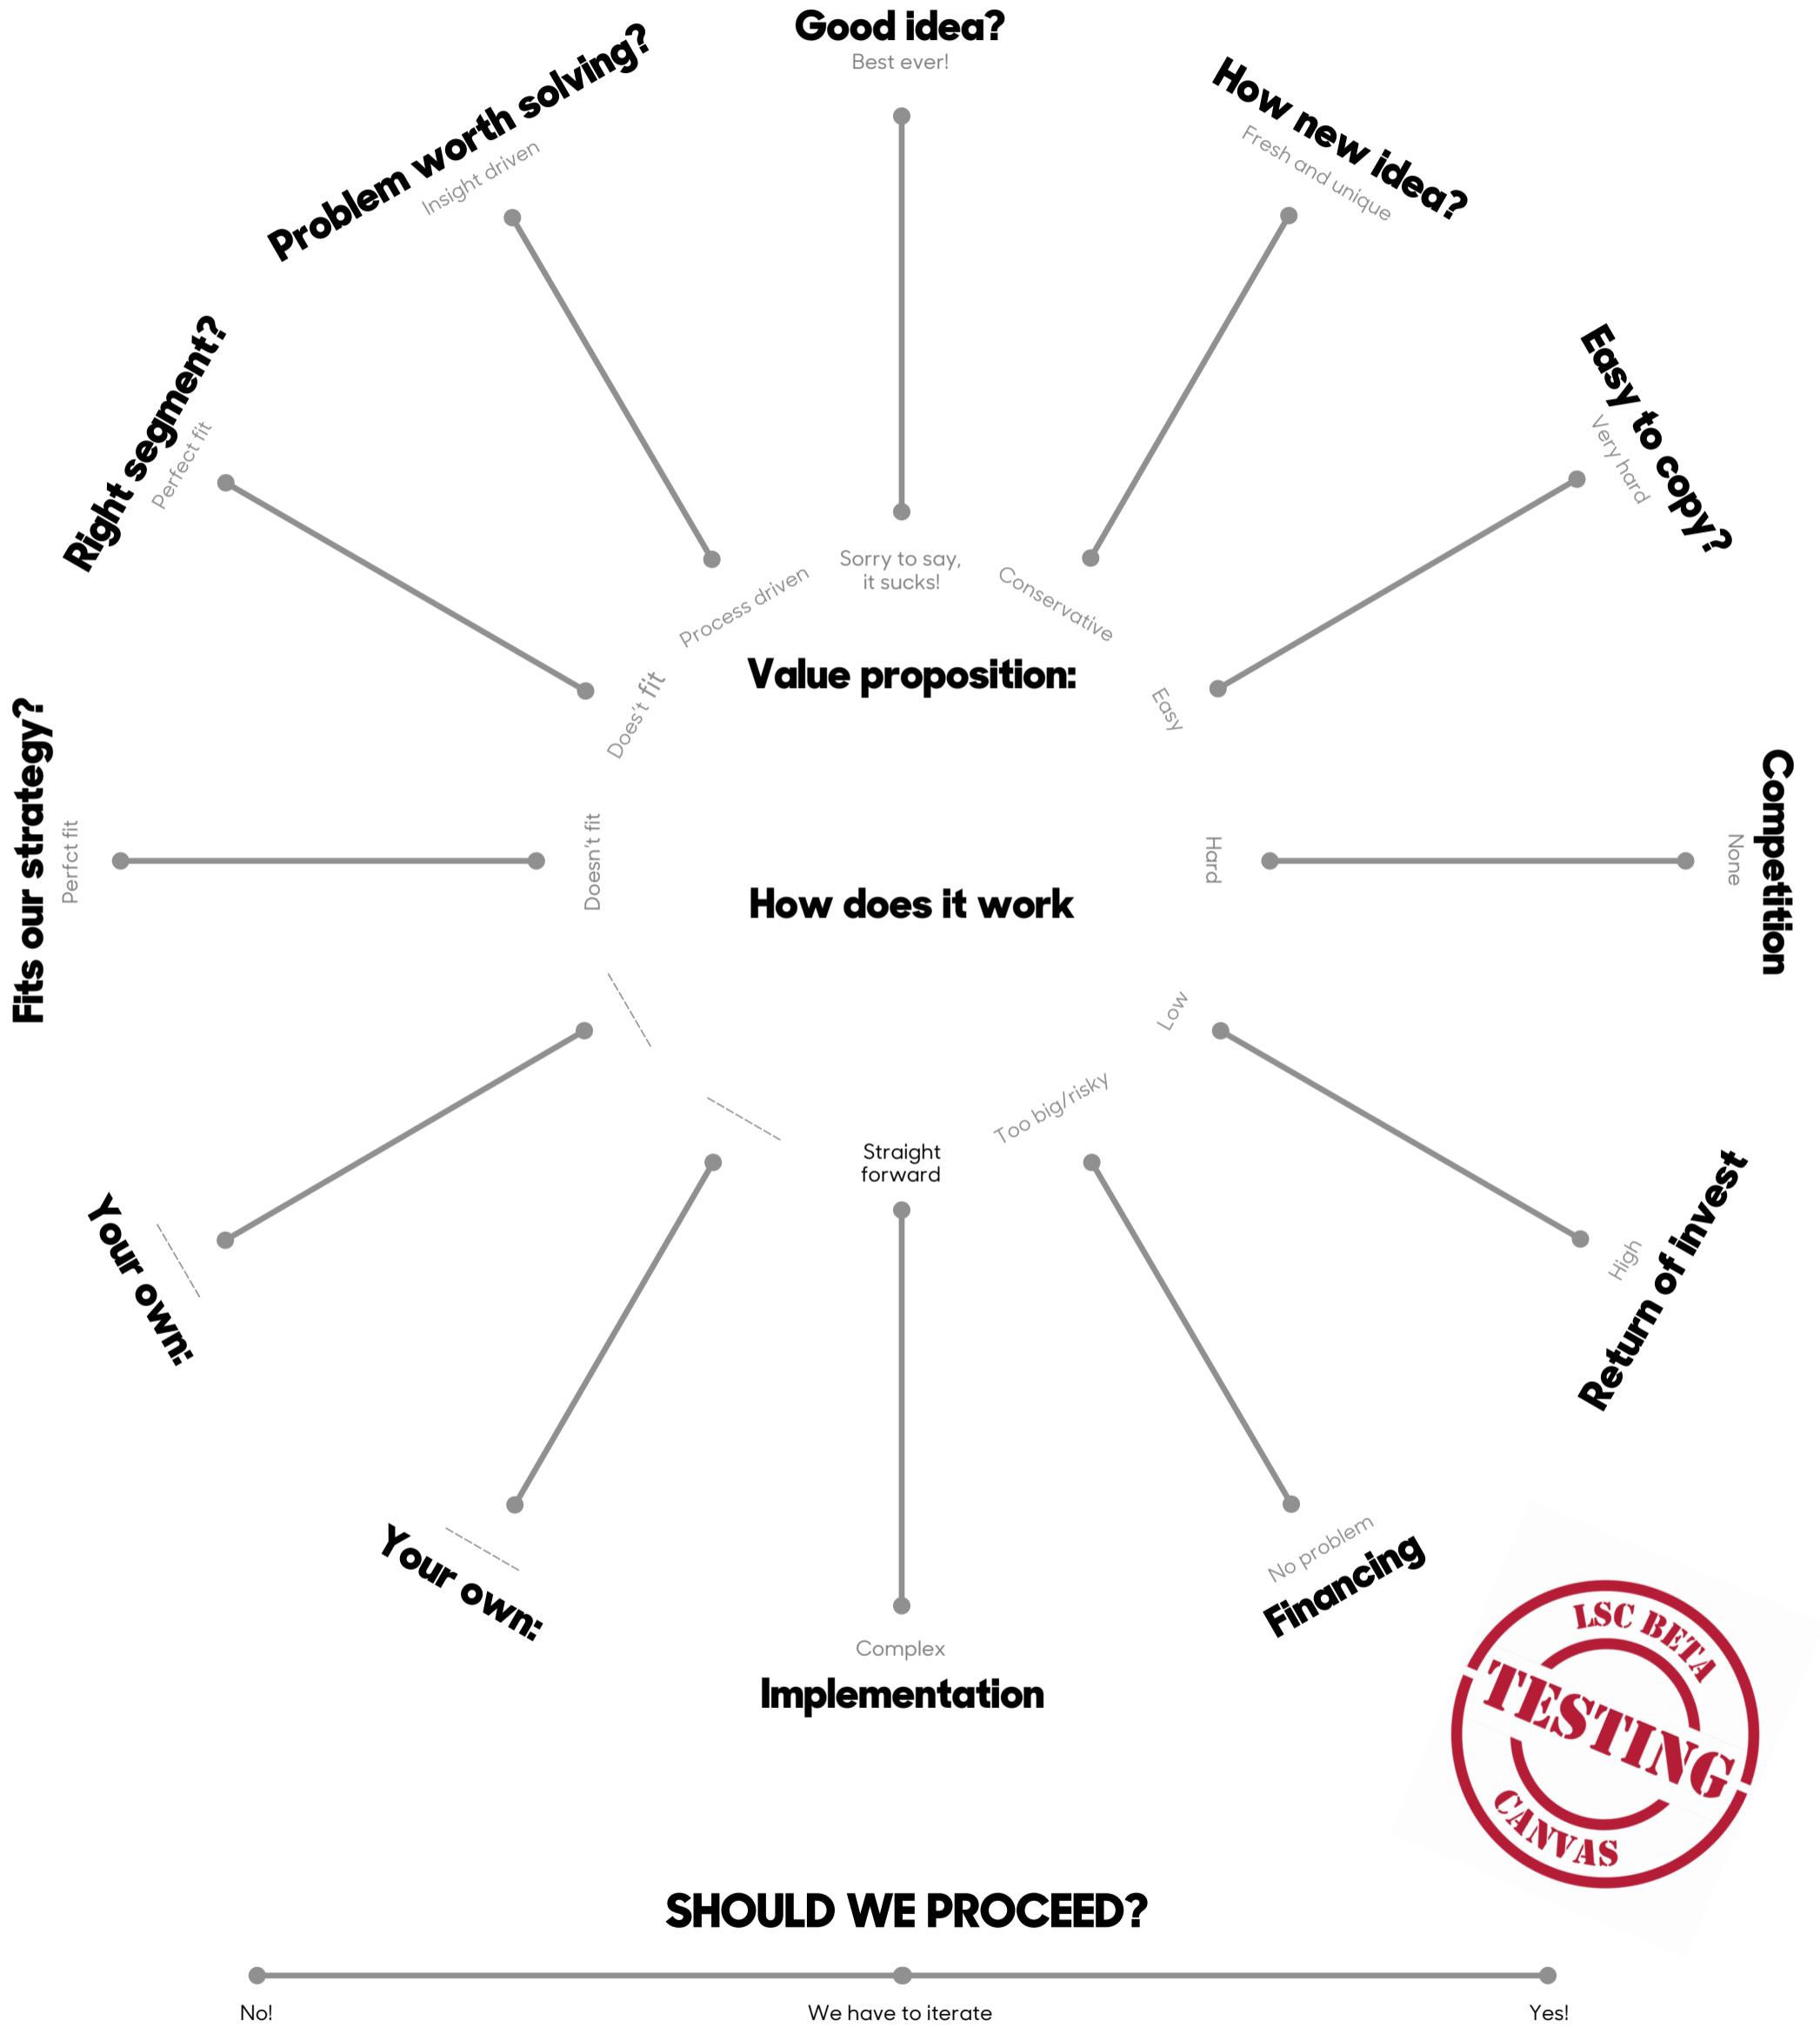 Good idea?
Best ever!
Sorry to say,
it sucks!
How new idea?
Fresh and unique
Conservative
Easy to copy?
Very hard
Easy
Competition
None
Hard
Return of invest
High
Low
Financing
No problem
Too big/risky
Straight
forward
Complex
Implementation
Your own:
Your own:
Fits our strategy?
Perfct fit
Doesn't fit
Right segment?
Perfect fit
Does't fit
Problem worth solving?
Insight driven
Process driven
Value proposition:
How does it work
LSC BETA
TESTING
CANVAS
SHOULD WE PROCEED?
No!
We have to iterate
Yes!